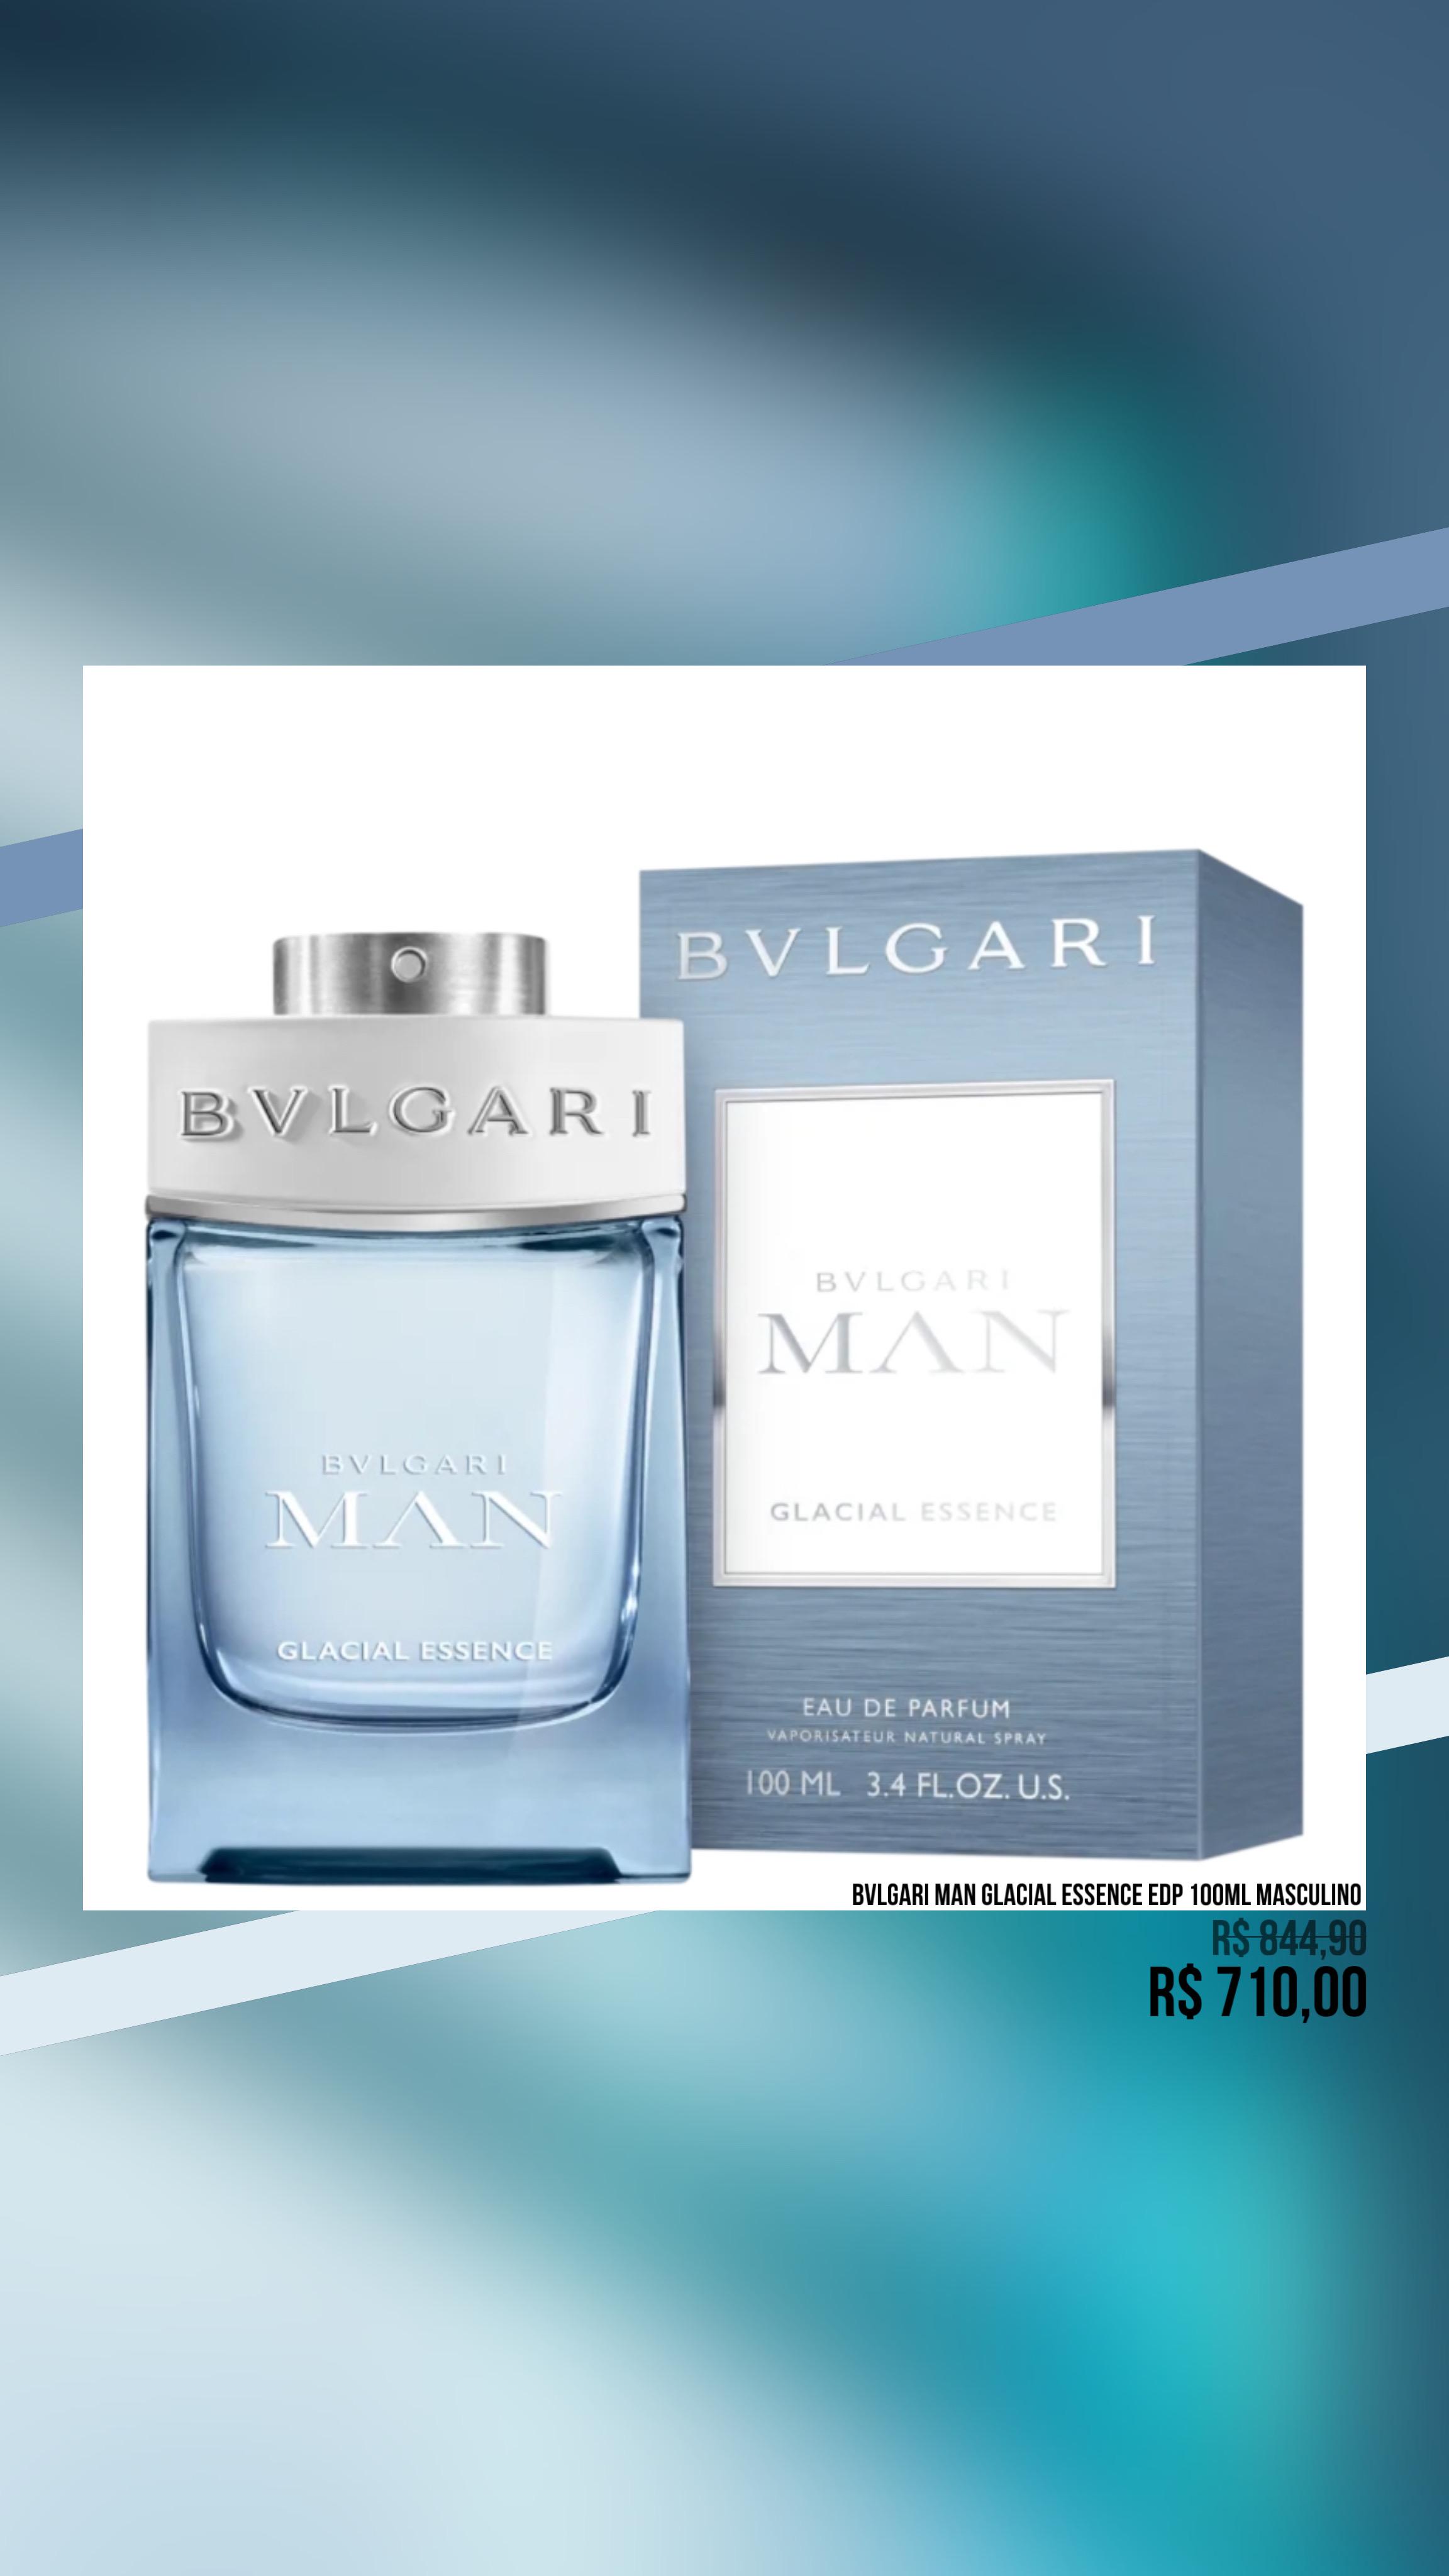 BVLGARI
BVLGARI
BVLGARI
MAN
GLACIAL ESSENCE
BVLGARI
MAN
GLACIAL ESSENCE
EAU DE PARFUM
VAPORISATEUR NATURAL SPRAY
100 ML 3.4 FL.OZ. U.S.
BVLGARI MAN GLACIAL ESSENCE EDP 100ML MASCULINO
R$ 844,90
R$ 710,00